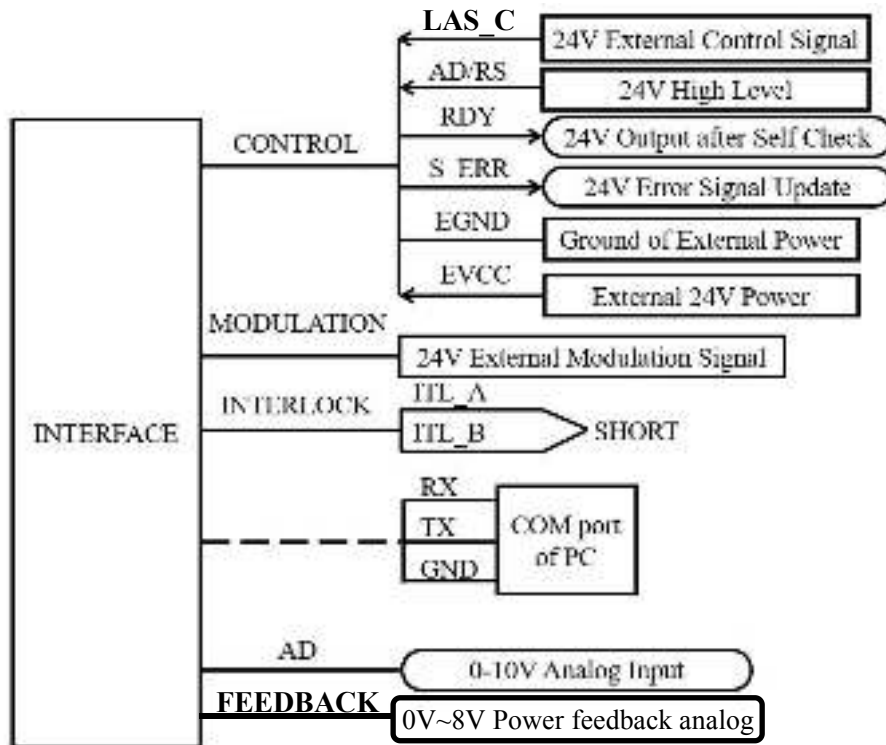 LAS_C
24V External Control Signal
AD/RS
24V High Level
RDY
24V Output after Self Check
CONTROL
S_ERR
24V Error Signal Update
EGND
Ground of External Power
EVCC
External 24V Power
MODULATION
24V External Modulation Signal
INTERLOCK
ITL_A
ITL_B
SHORT
INTERFACE
RX
TX
GND
COM port
of PC
AD
0-10V Analog Input
FEEDBACK
0V~8V Power feedback analog